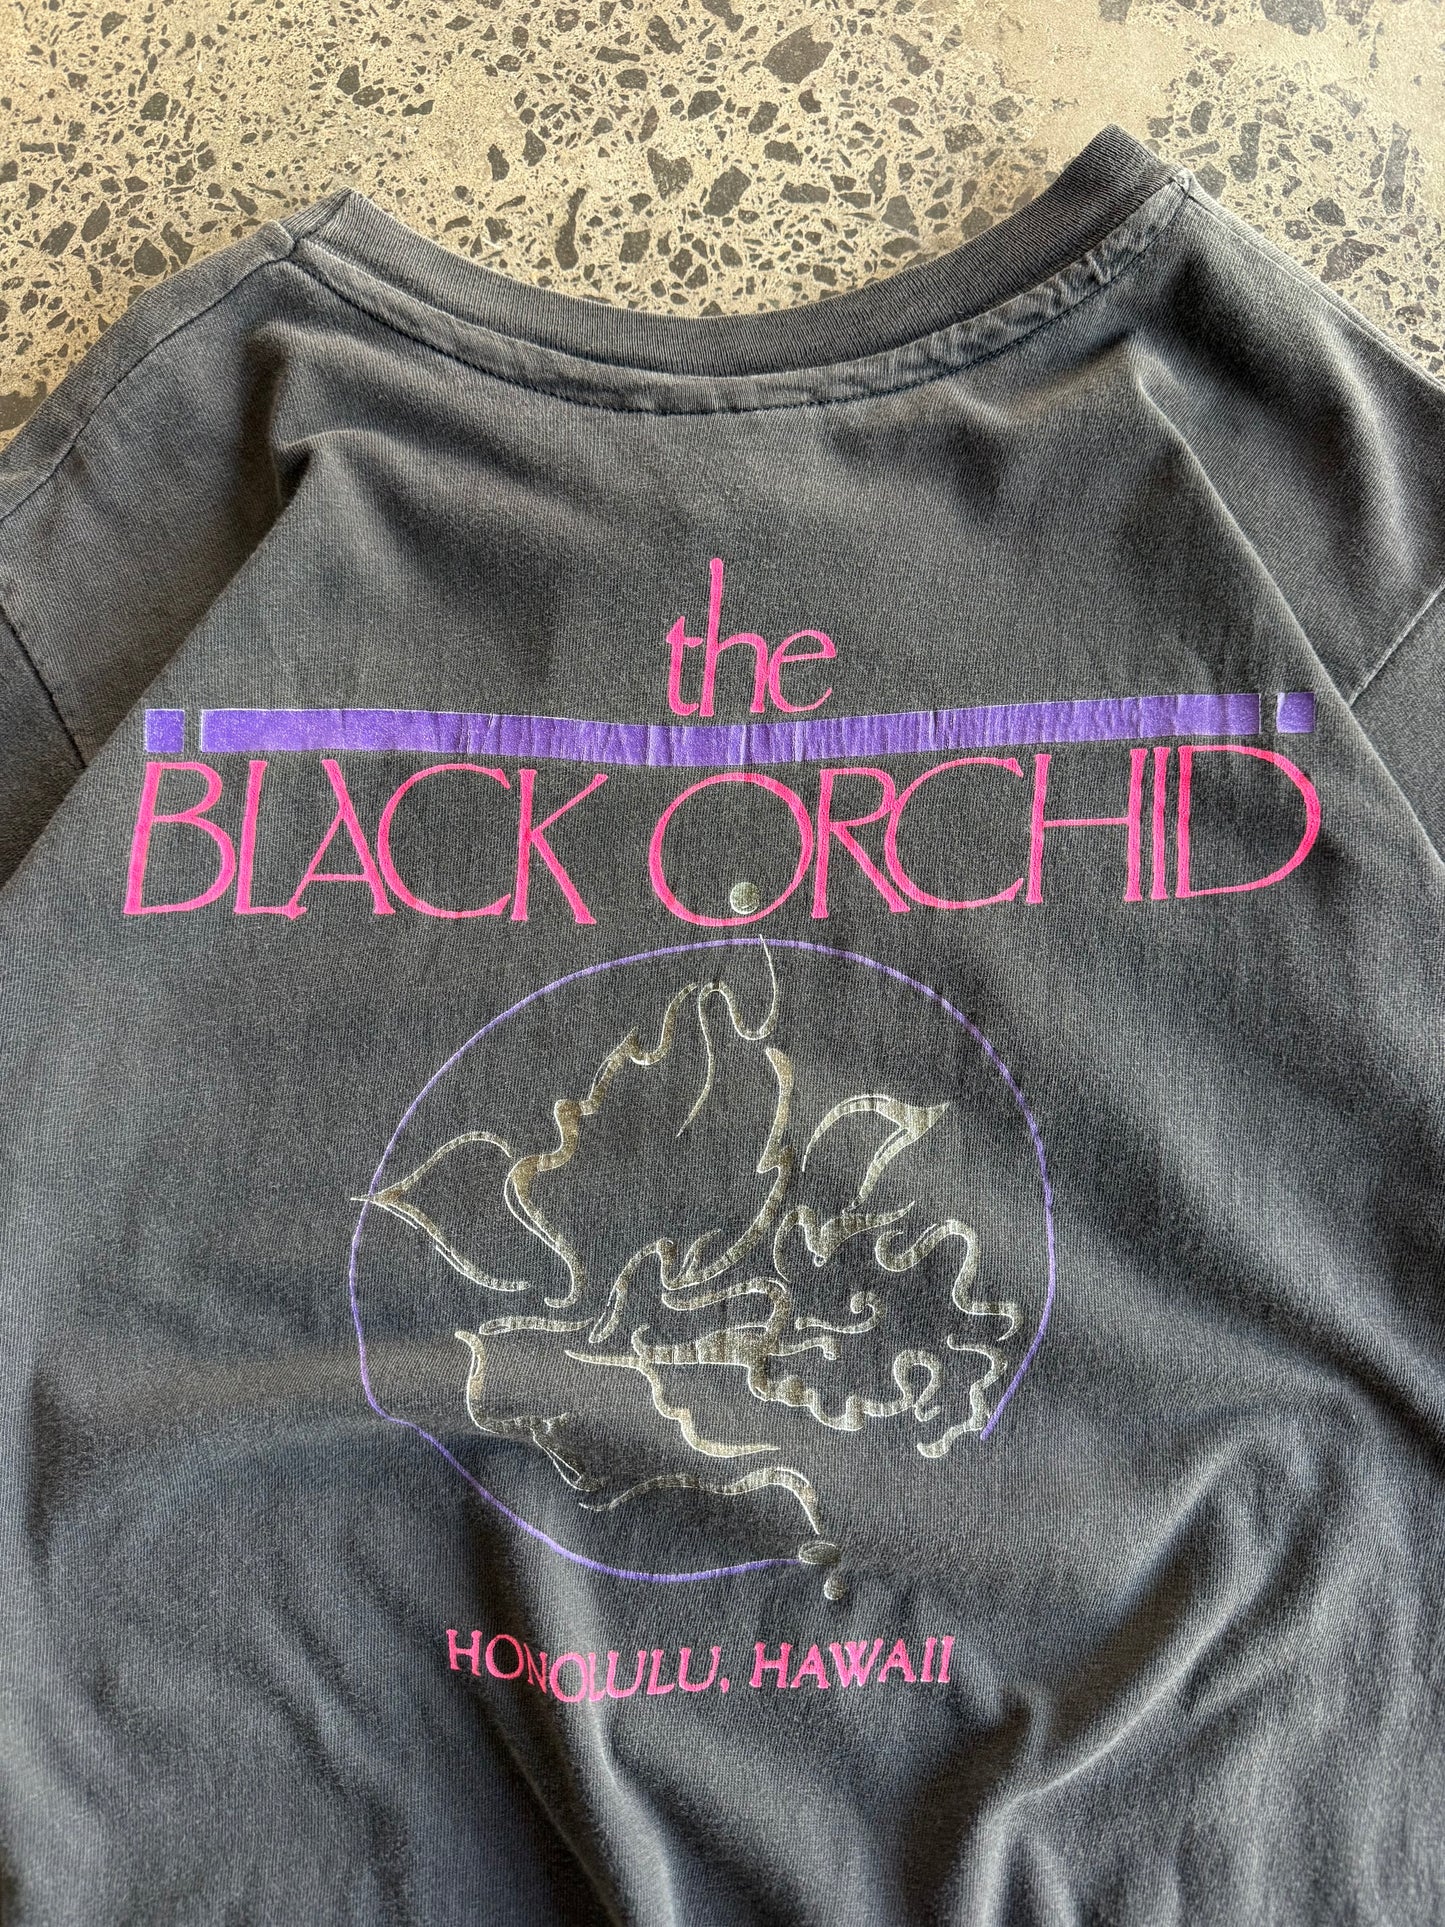 the
BLACK ORCHID
HONOLULU, HAWAII